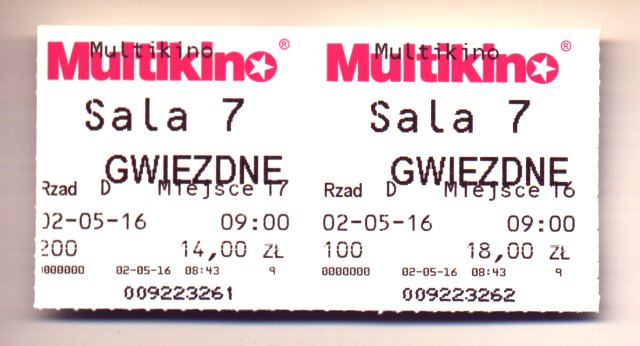 Multikino
Multikino®
Sala 7
GWIEZDNE
Rzad D Miejsce 17
02-05-16 09:00
200 14,00 ZŁ
0000000 02-05-16 08:43 9
009223261
Multikino
Multikino®
Sala 7
GWIEZDNE
Rzad D Miejsce 16
02-05-16 09:00
100 18,00 ZŁ
0000000 02-05-16 08:43 9
009223262